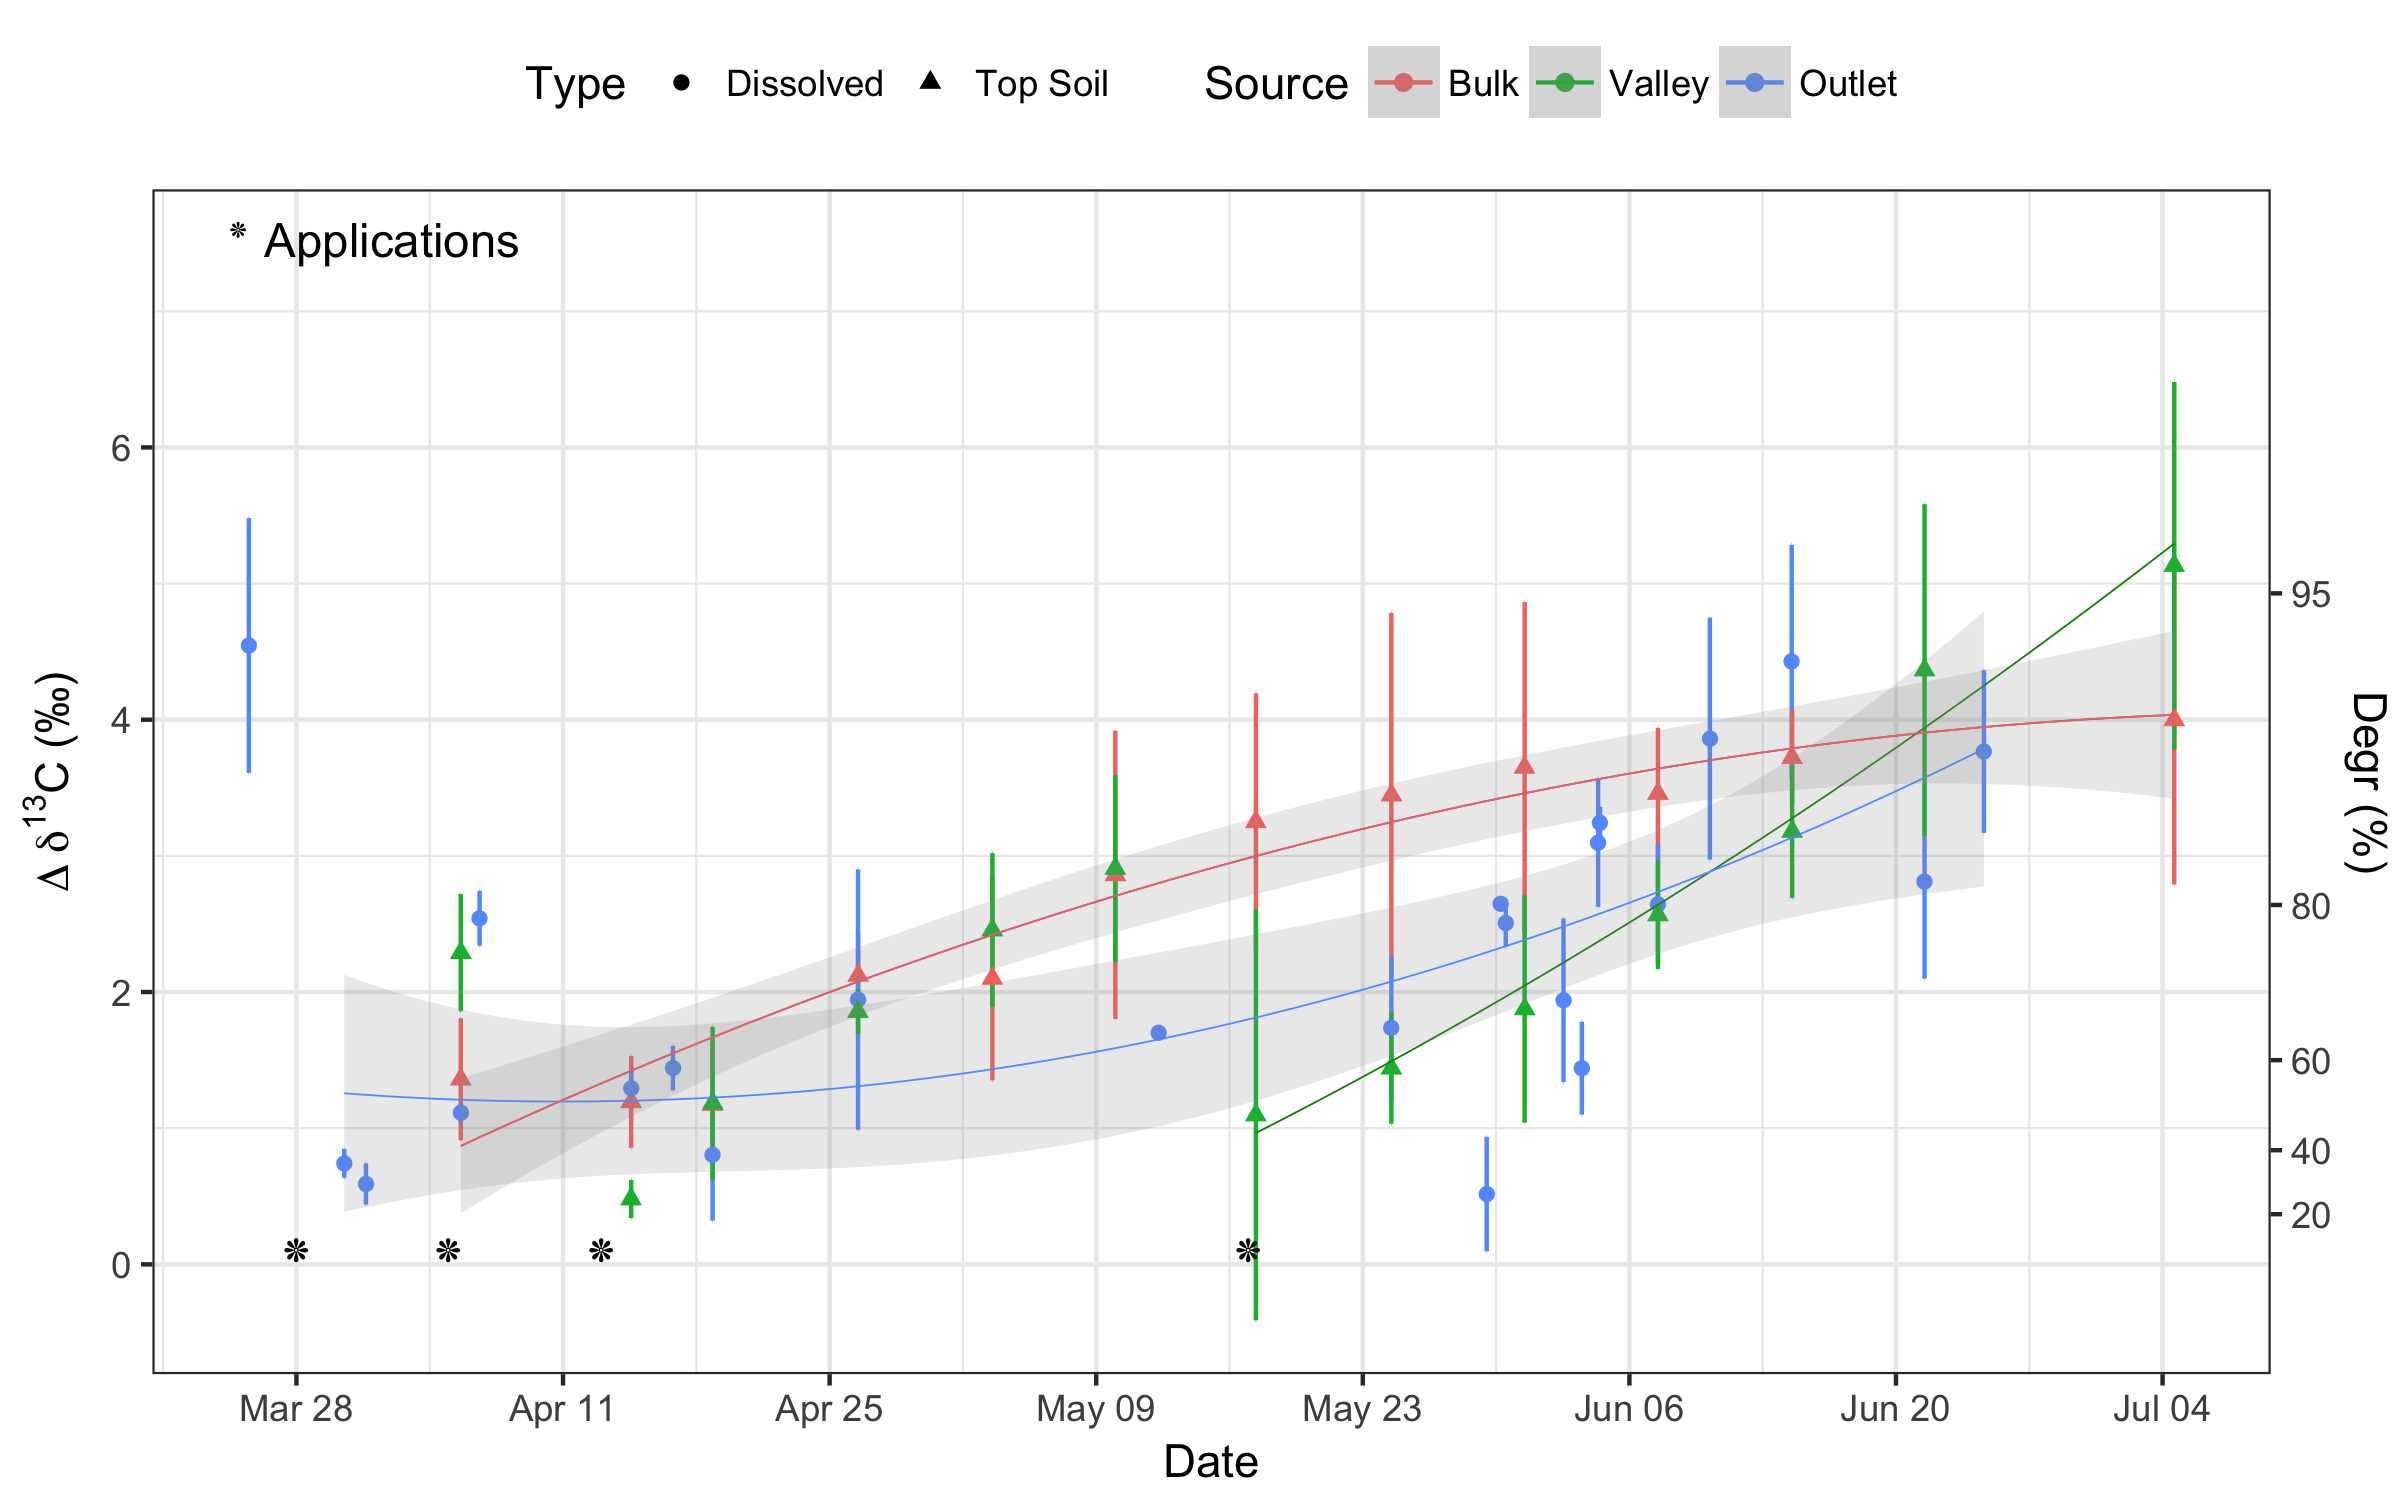 Type Dissolved Top Soil Source Bulk Valley Outlet
* Applications
6
4
2
0
Δ δ¹³C (‰)
95
80
60
40
20
Degr (%)
Mar 28 Apr 11 Apr 25 May 09 May 23 Jun 06 Jun 20 Jul 04
Date